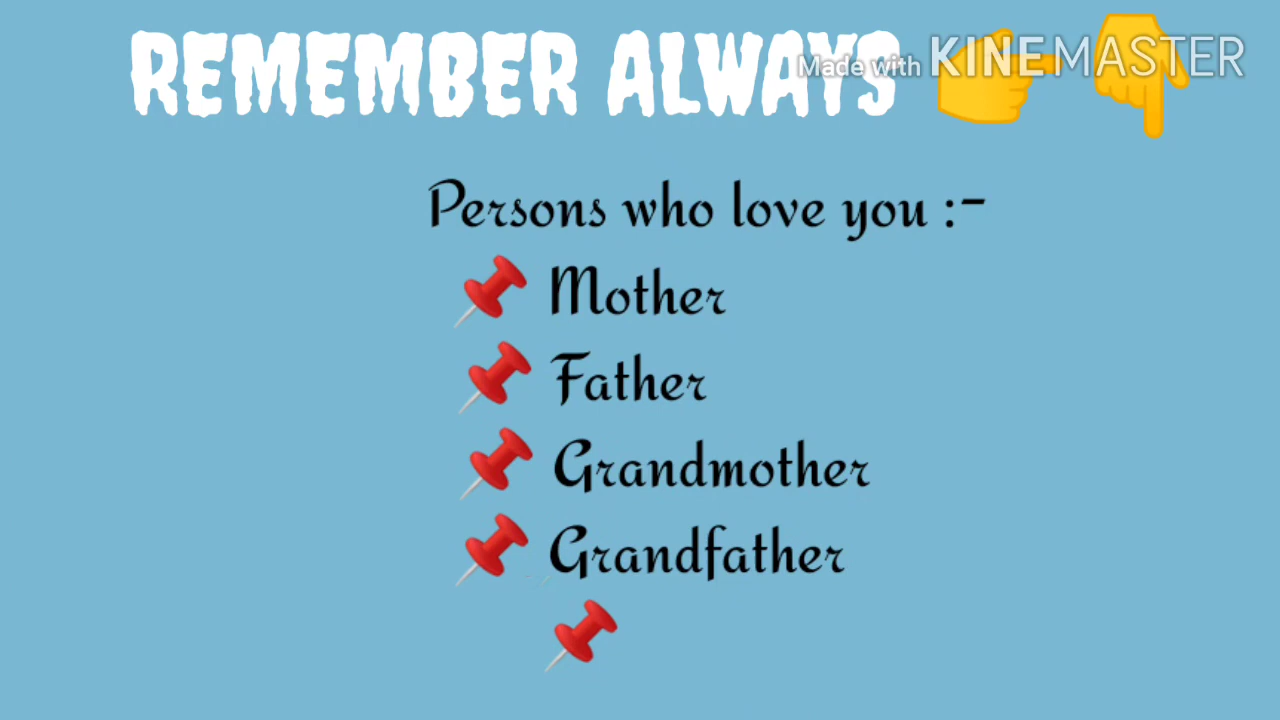 REMEMBER ALWAYS 👉 👇
Made with KINEMASTER
Persons who love you :-
📌 Mother
📌 Father
📌 Grandmother
📌 Grandfather
📌